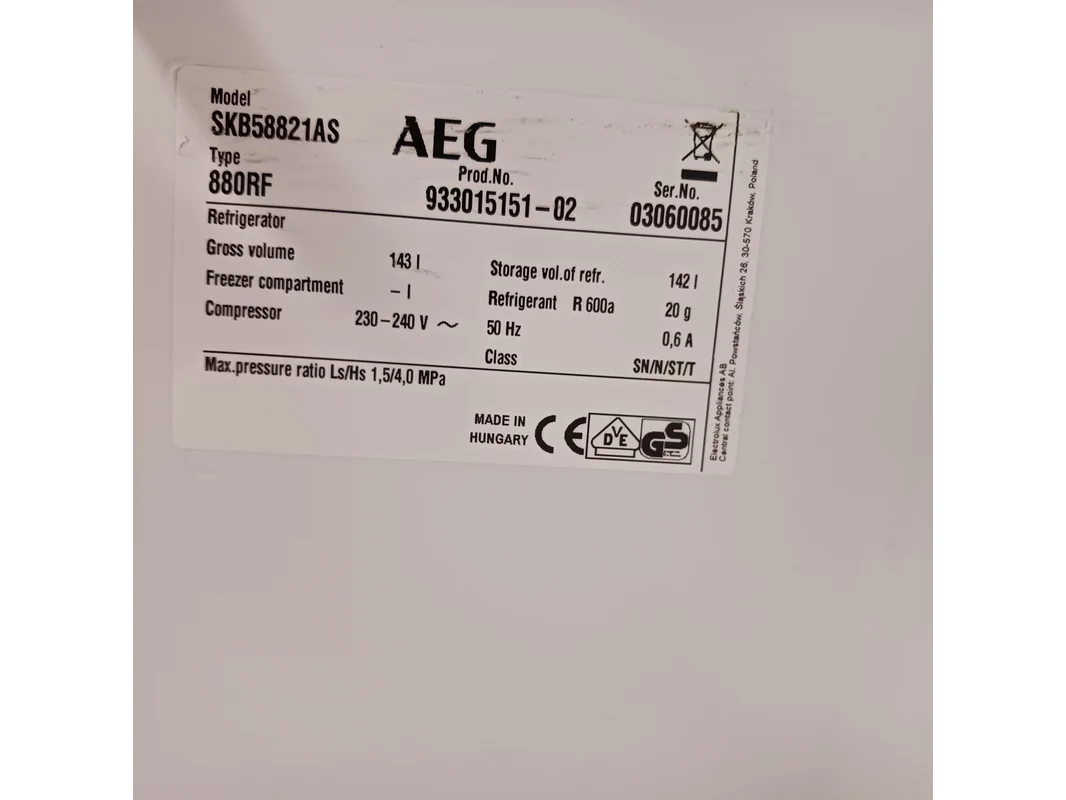 Model
SKB58821AS
AEG
Type
880RF
Prod.No.
933015151-02
Ser.No.
03060085
Refrigerator
Gross volume 143 l
Storage vol.of refr. 142 l
Freezer compartment – l
Refrigerant R 600a 20 g
Compressor 230–240 V ~
50 Hz 0,6 A
Class SN/N/ST/T
Max.pressure ratio Ls/Hs 1,5/4,0 MPa
MADE IN
HUNGARY
CE
DVE
GS
Electrolux Appliances AB
Central contact point: Al. Powstańców, Śląskich 26, 30-570 Kraków, Poland